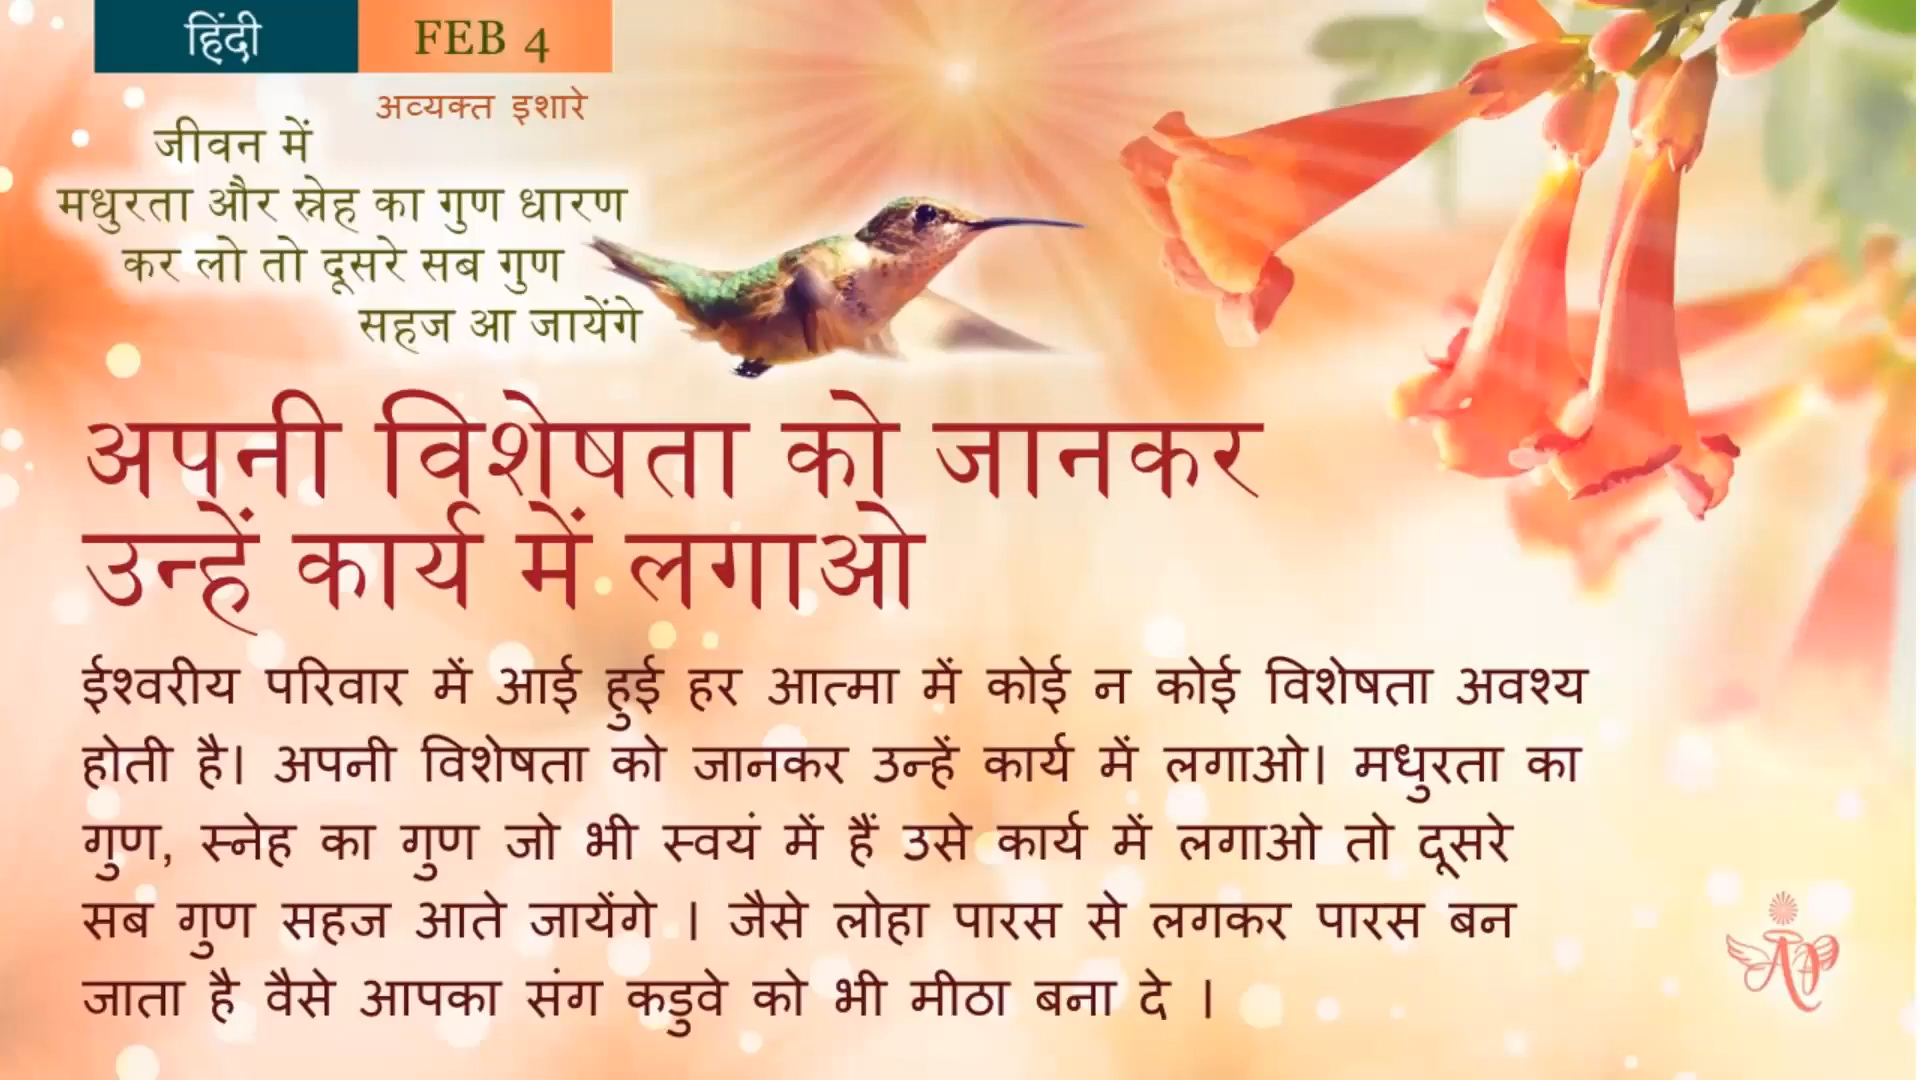 हिंदी
FEB 4
अव्यक्त इशारे
जीवन में
मधुरता और स्नेह का गुण धारण
कर लो तो दूसरे सब गुण
सहज आ जायेंगे
अपनी विशेषता को जानकर
उन्हें कार्य में लगाओ
ईश्वरीय परिवार में आई हुई हर आत्मा में कोई न कोई विशेषता अवश्य
होती है। अपनी विशेषता को जानकर उन्हें कार्य में लगाओ। मधुरता का
गुण, स्नेह का गुण जो भी स्वयं में हैं उसे कार्य में लगाओ तो दूसरे
सब गुण सहज आते जायेंगे । जैसे लोहा पारस से लगकर पारस बन
जाता है वैसे आपका संग कडुवे को भी मीठा बना दे ।
AP